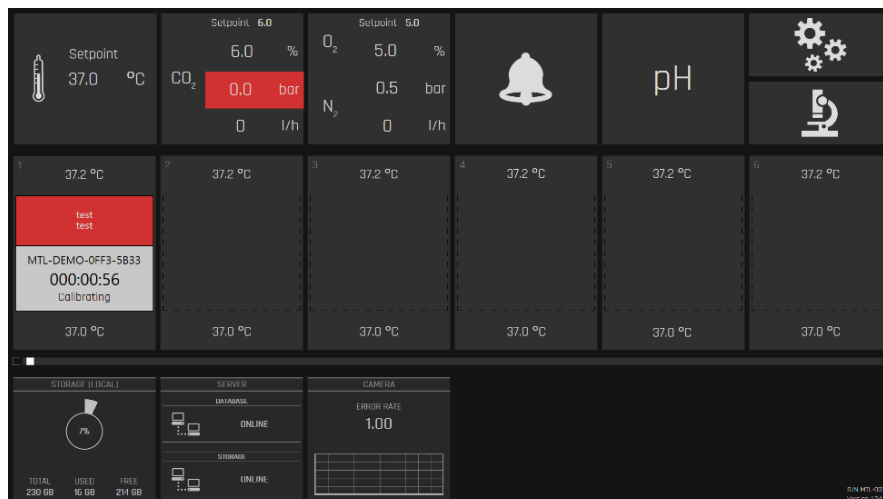 Setpoint
37.0 °C
Setpoint 6.0
6.0 %
CO2
0.0 bar
0 l/h
Setpoint 5.0
O2
5.0 %
0.5 bar
N2
0 l/h
pH
1 2 3 4 5 6
37.2 °C 37.2 °C 37.2 °C 37.2 °C 37.2 °C 37.2 °C
test
test
MTL-DEMO-0FF3-5B33
000:00:56
Calibrating
37.0 °C 37.0 °C 37.0 °C 37.0 °C 37.0 °C 37.0 °C
STORAGE (LOCAL)
7%
TOTAL USED FREE
230 GB 16 GB 214 GB
SERVER
DATABASE
ONLINE
STORAGE
ONLINE
CAMERA
ERROR RATE
1.00
S/N MTL-